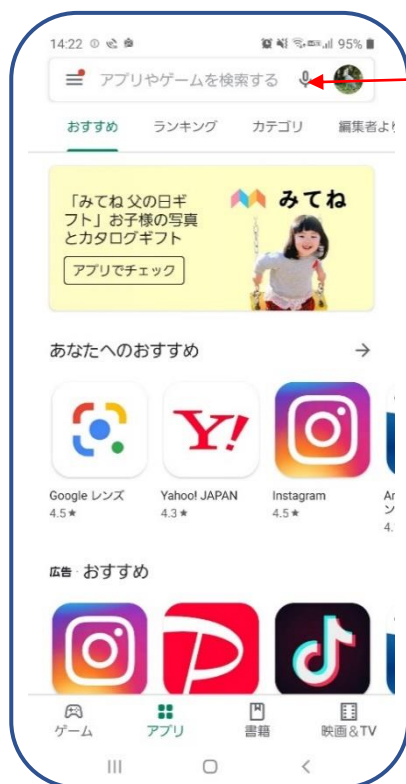 14:22
95%
アプリやゲームを検索する
おすすめ
ランキング
カテゴリ
編集者より
みてね
「みてね 父の日ギ
フト」お子様の写真
とカタログギフト
アプリでチェック
あなたへのおすすめ
Y!
Google レンズ
4.5★
Yahoo! JAPAN
4.3★
Instagram
4.5★
広告・おすすめ
ゲーム
アプリ
書籍
映画&TV